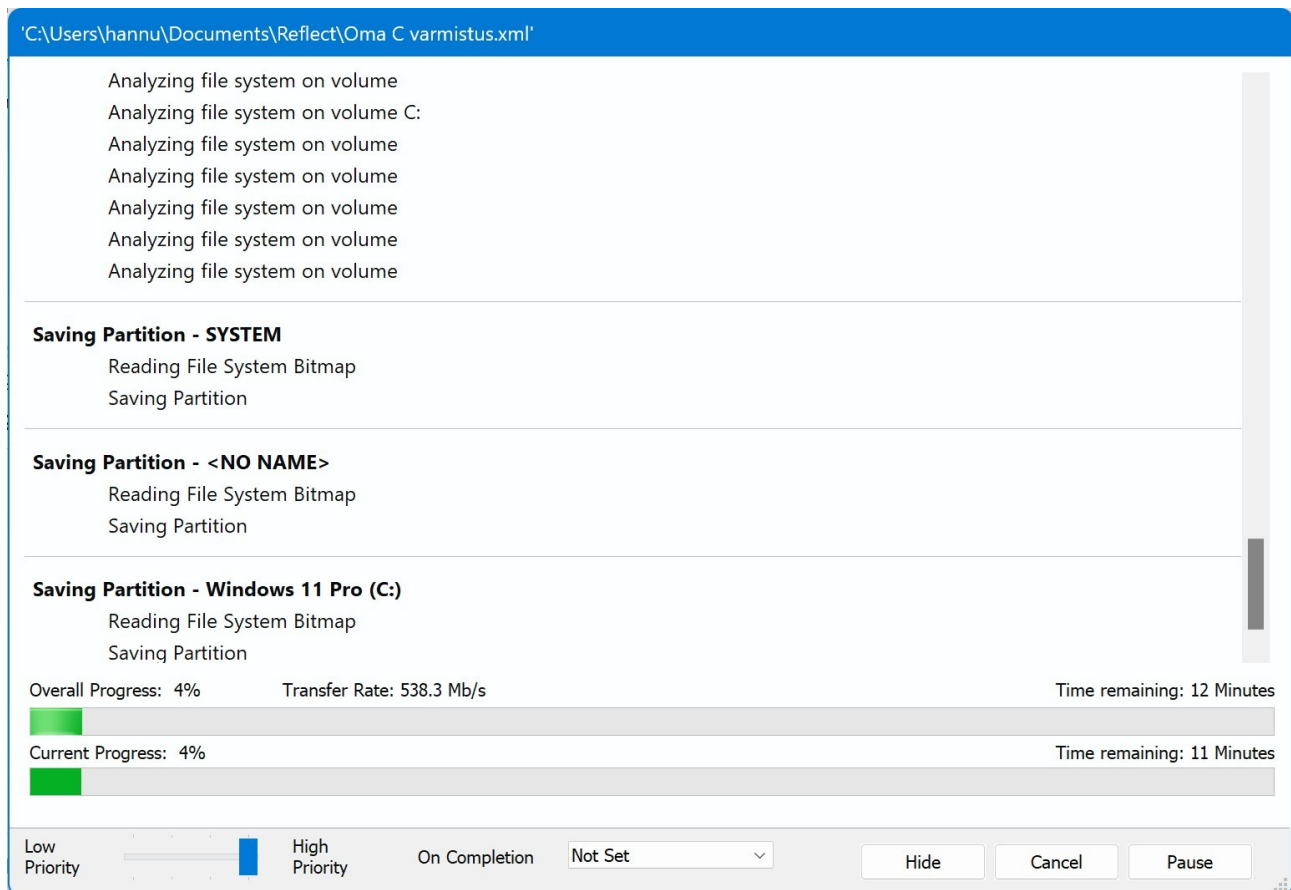 'C:\Users\hannu\Documents\Reflect\Oma C varmistus.xml'
Analyzing file system on volume
Analyzing file system on volume C:
Analyzing file system on volume
Analyzing file system on volume
Analyzing file system on volume
Analyzing file system on volume
Analyzing file system on volume
Saving Partition - SYSTEM
Reading File System Bitmap
Saving Partition
Saving Partition - <NO NAME>
Reading File System Bitmap
Saving Partition
Saving Partition - Windows 11 Pro (C:)
Reading File System Bitmap
Saving Partition
Overall Progress: 4% Transfer Rate: 538.3 Mb/s Time remaining: 12 Minutes
Current Progress: 4% Time remaining: 11 Minutes
Low Priority High Priority On Completion Not Set Hide Cancel Pause